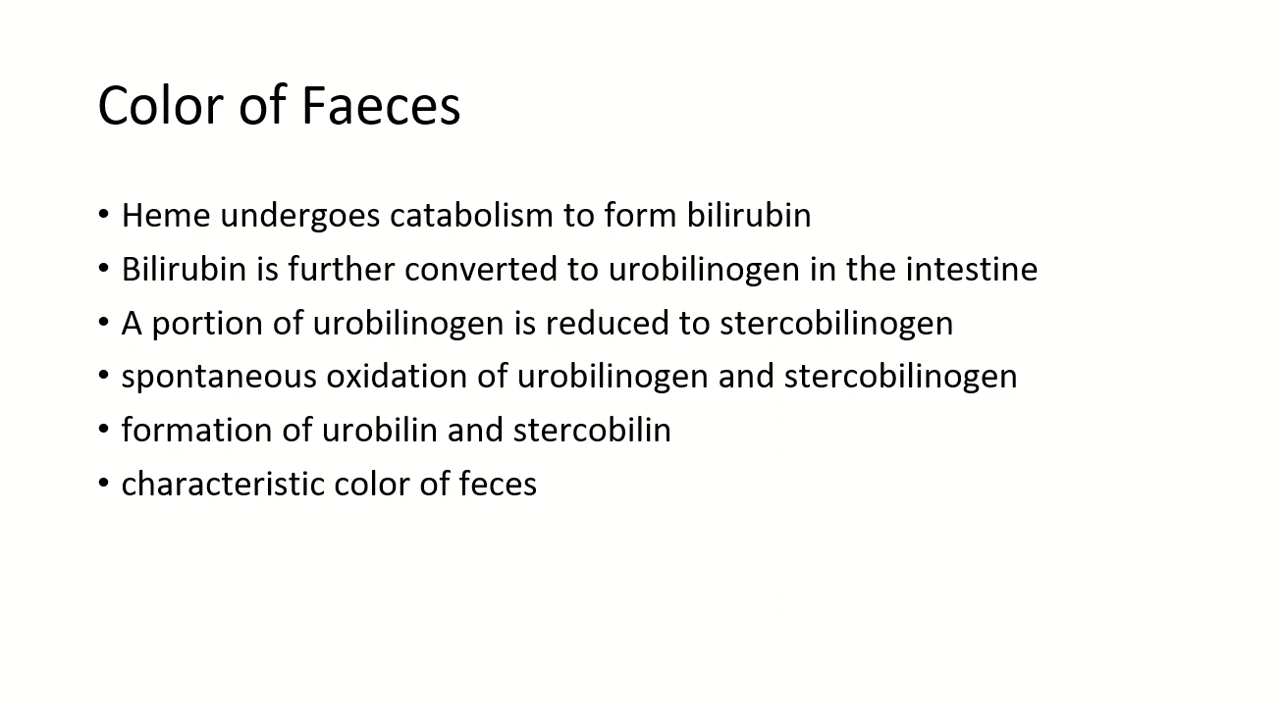 Color of Faeces
• Heme undergoes catabolism to form bilirubin
• Bilirubin is further converted to urobilinogen in the intestine
• A portion of urobilinogen is reduced to stercobilinogen
• spontaneous oxidation of urobilinogen and stercobilinogen
• formation of urobilin and stercobilin
• characteristic color of feces